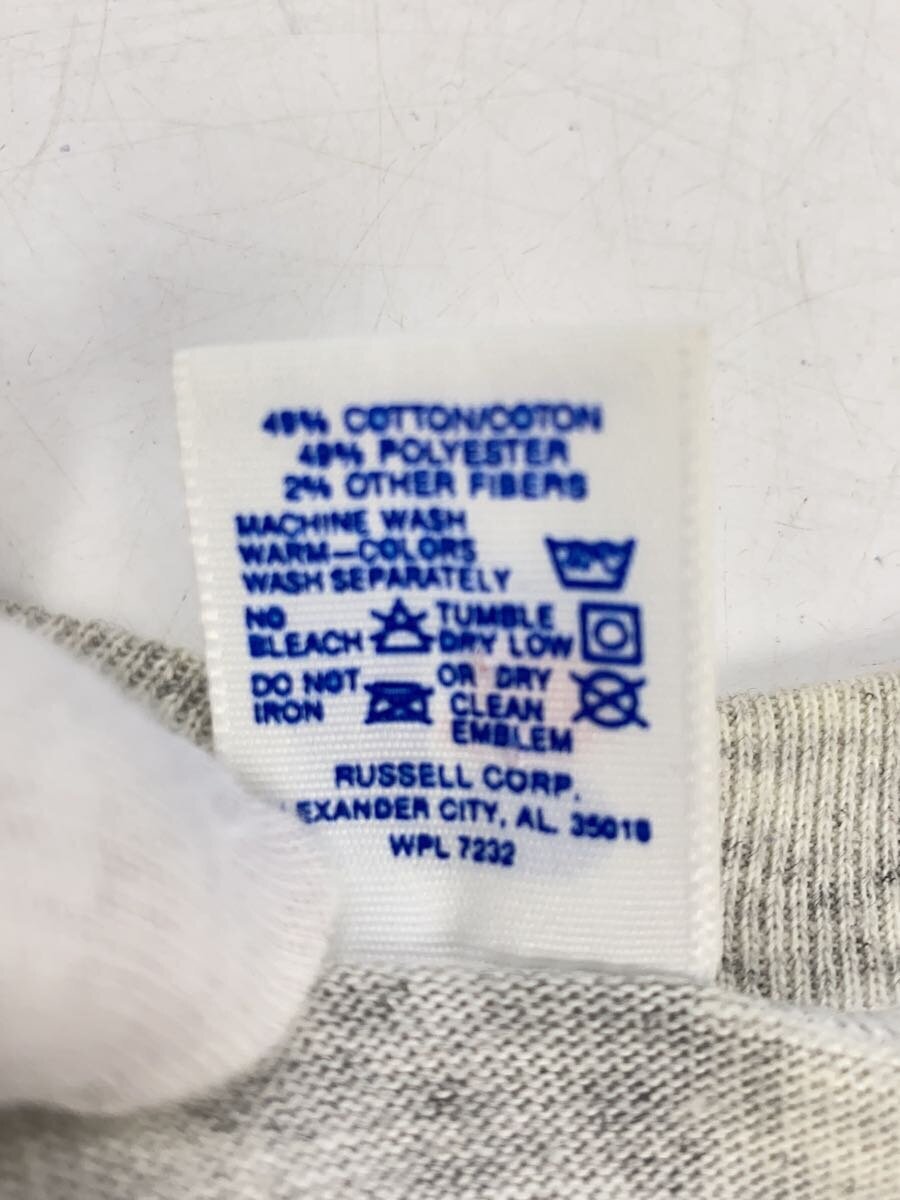 49% COTTON/COTON
49% POLYESTER
2% OTHER FIBERS
MACHINE WASH
WARM—COLORS
WASH SEPARATELY
NO
BLEACH
TUMBLE
DRY LOW
DO NOT
IRON
OR DRY
CLEAN
EMBLEM
RUSSELL CORP.
LEXANDER CITY, AL. 35010
WPL 7232